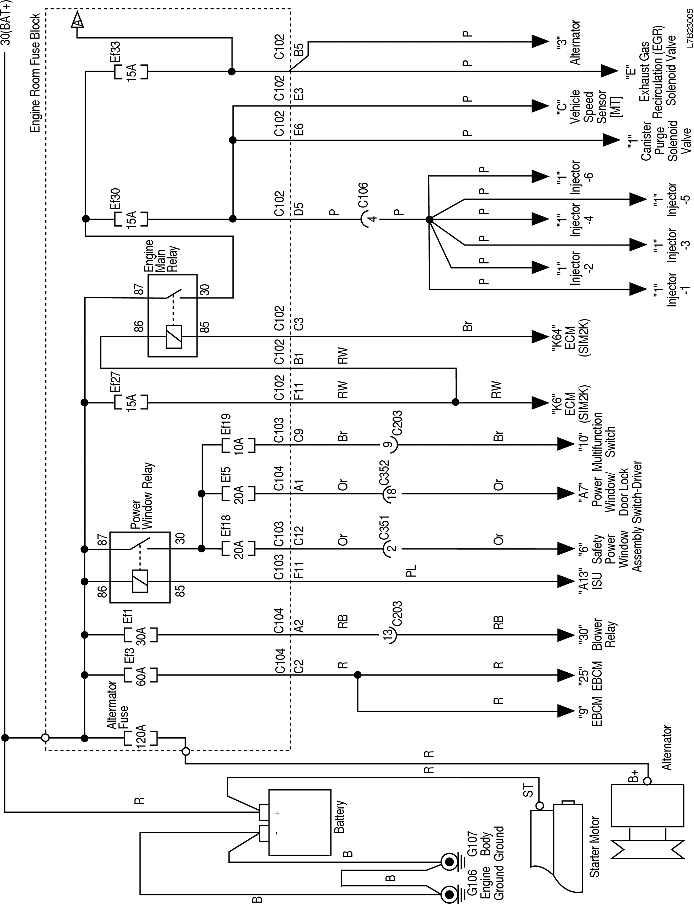 30(BAT+)
Engine Room Fuse Block
A
Ef33
15A
C102
B5
P
"3"
Alternator
P
"E"
Exhaust Gas
Recirculation (EGR)
Solenoid Valve
L7B23005
C102
E3
P
"C"
Vehicle
Speed
Sensor
[MT]
C102
E6
P
"1"
Canister
Purge
Solenoid
Valve
Ef30
15A
C102
D5
P
C106
4
P
P
"1"
Injector
-6
P
"1"
Injector
-5
P
"1"
Injector
-4
P
"1"
Injector
-3
P
"1"
Injector
-2
P
"1"
Injector
-1
Engine
Main
Relay
87
30
86
85
C102
C3
Br
"K64"
ECM
(SIM2K)
C102
B1
RW
Ef27
15A
C102
F11
RW
RW
"K6"
ECM
(SIM2K)
Ef19
10A
C103
C9
Br
C203
9
Br
"10"
Multifunction
Switch
Ef5
20A
C104
A1
Or
C352
18
Or
"A7"
Power
Window/
Door Lock
Switch-Driver
Power
Window Relay
87
30
86
85
Ef18
20A
C103
C12
Or
C351
2
Or
"6"
Safety
Power
Window
Assembly
C103
F11
PL
"A13"
ISU
Ef1
30A
C104
A2
RB
C203
13
RB
"30"
Blower
Relay
Ef3
60A
C104
C2
R
R
"25"
EBCM
R
"9"
EBCM
Alternator
Fuse
120A
R
R
R
B+
Alternator
ST
Starter Motor
+
-
Battery
B
B
B
G107
Body
Ground
G106
Engine
Ground